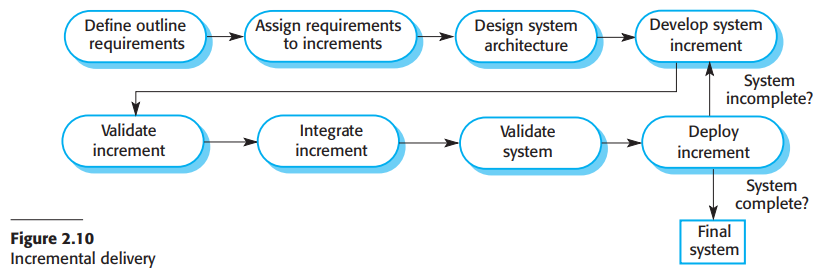 Define outline
requirements
Assign requirements
to increments
Design system
architecture
Develop system
increment
System
incomplete?
Validate
increment
Integrate
increment
Validate
system
Deploy
increment
System
complete?
Final
system
Figure 2.10
Incremental delivery